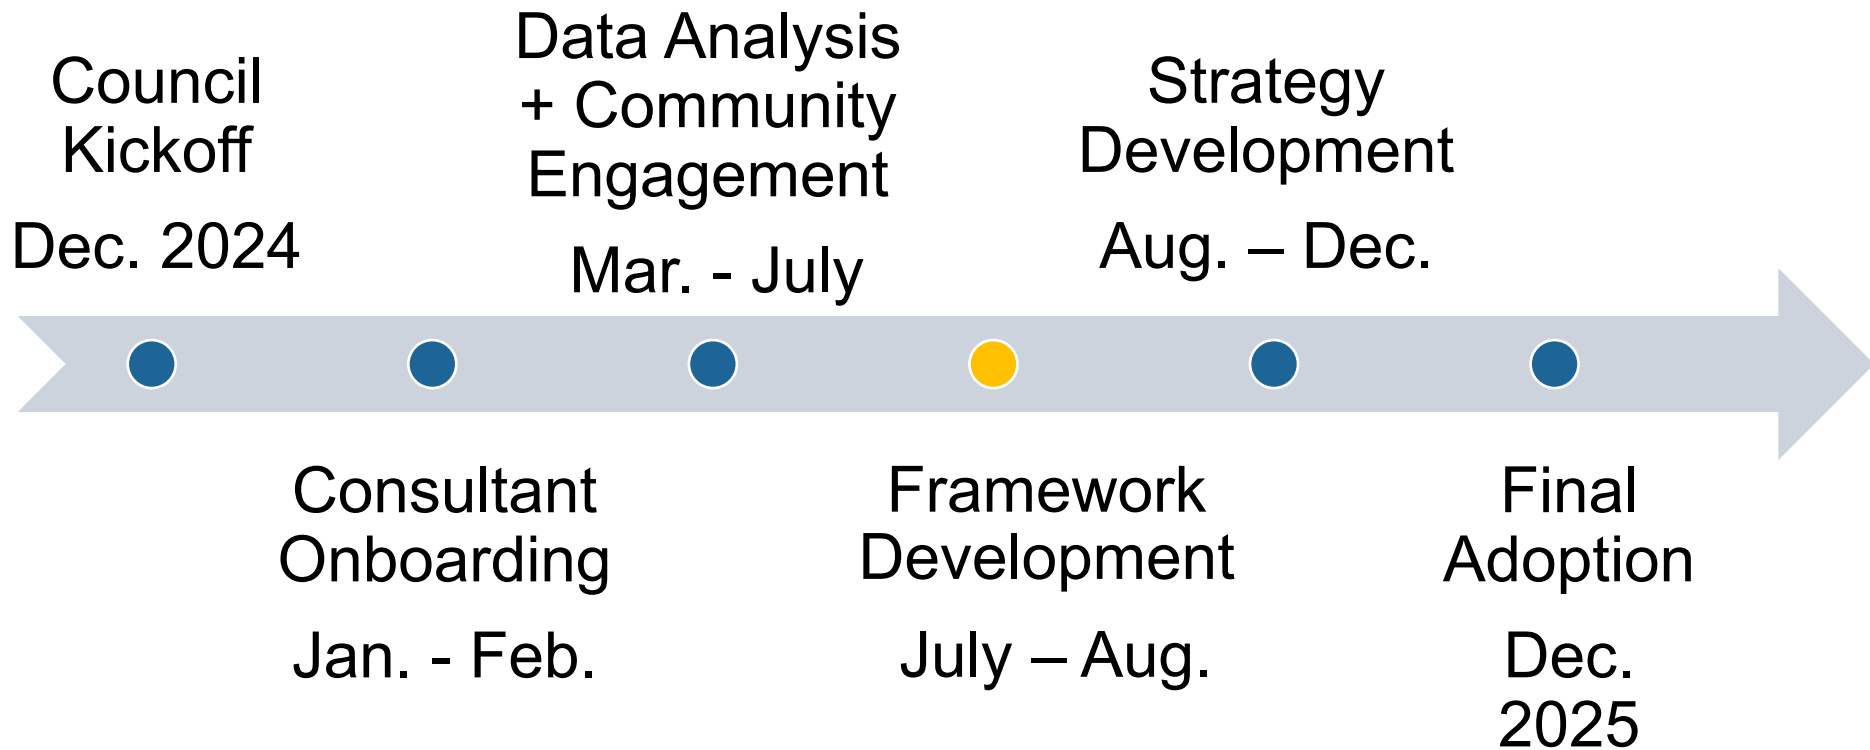 Council
Kickoff
Dec. 2024
Consultant
Onboarding
Jan. - Feb.
Data Analysis
+ Community
Engagement
Mar. - July
Framework
Development
July – Aug.
Strategy
Development
Aug. – Dec.
Final
Adoption
Dec.
2025